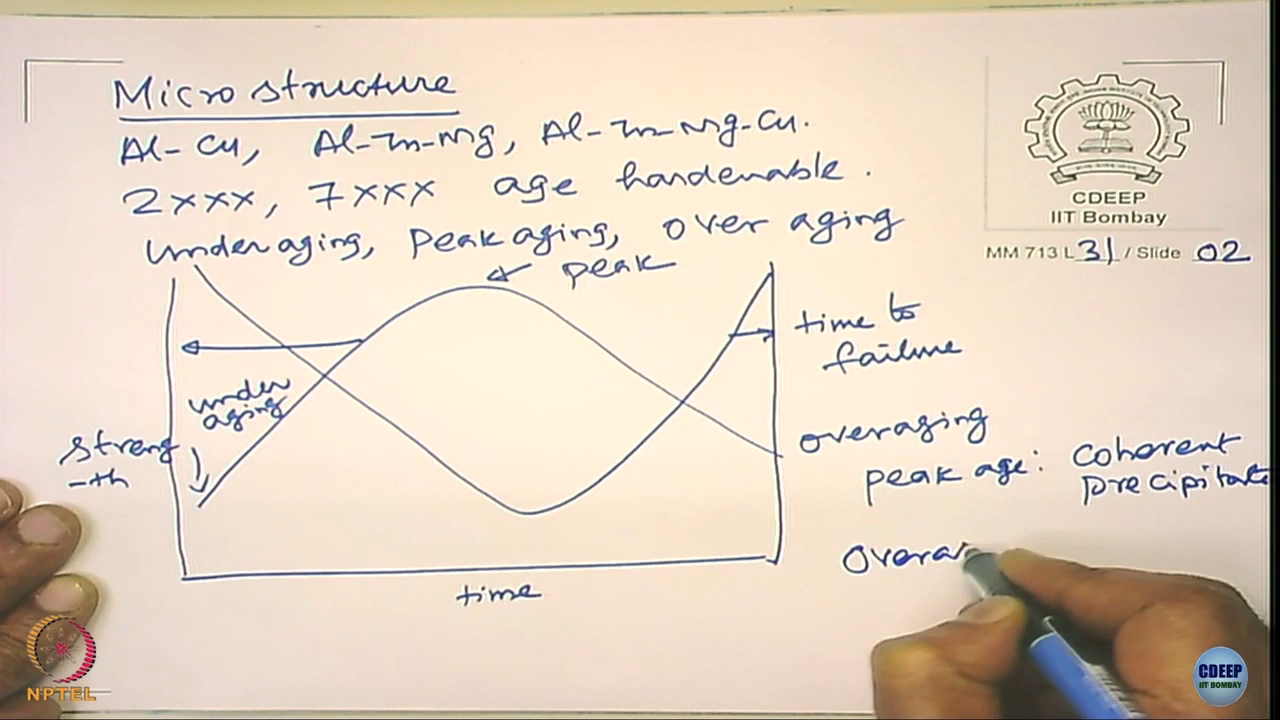 Microstructure
Al-Cu, Al-Zn-Mg, Al-Zn-Mg-Cu.
2xxx, 7xxx age hardenable.
under aging, peak aging, over aging
peak
time to
failure
under
aging
streng
-th
overaging
peak age: coherent
precipitate
overa
time
CDEEP
IIT Bombay
MM 713 L 31 / Slide 02
NPTEL
CDEEP
IIT BOMBAY